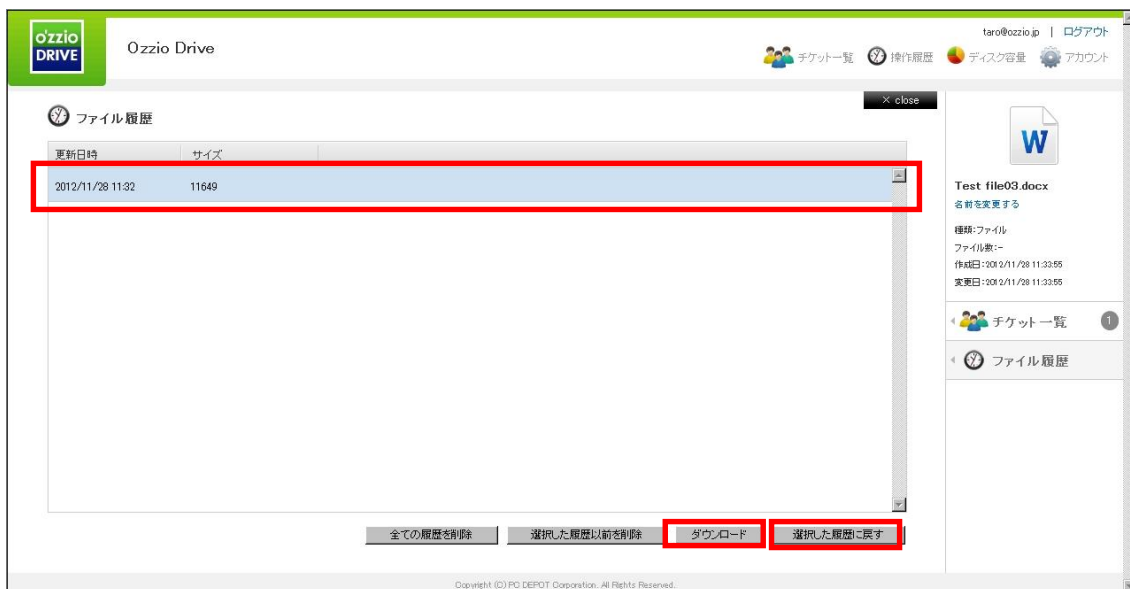 o'zzio
DRIVE
Ozzio Drive
taro@ozzio.jp | ログアウト
チケット一覧 操作履歴 ディスク容量 アカウント
× close
ファイル履歴
更新日時 サイズ
2012/11/28 11:32 11649
W
Test file03.docx
名前を変更する
種類:ファイル
ファイル数:-
作成日:2012/11/28 11:33:55
変更日:2012/11/28 11:33:55
チケット一覧 1
ファイル履歴
全ての履歴を削除 選択した履歴以前を削除 ダウンロード 選択した履歴に戻す
Copyright (C) PC DEPOT Corporation. All Rights Reserved.